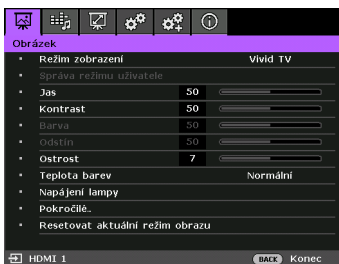 Obrázek
Režim zobrazení Vivid TV
Správa režimu uživatele
Jas 50
Kontrast 50
Barva 50
Odstín 50
Ostrost 7
Teplota barev Normální
Napájení lampy
Pokročilé..
Resetovat aktuální režim obrazu
HDMI 1 BACK Konec